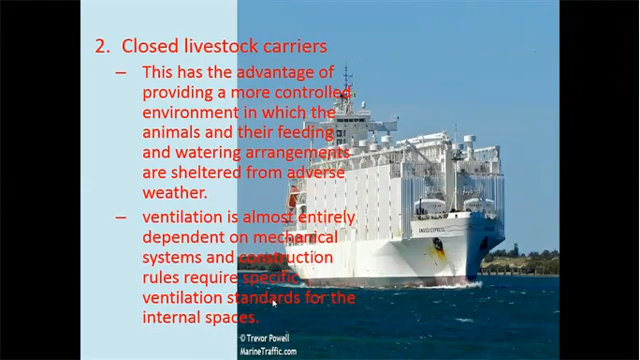 2. Closed livestock carriers
– This has the advantage of
providing a more controlled
environment in which the
animals and their feeding
and watering arrangements
are sheltered from adverse
weather.
– ventilation is almost entirely
dependent on mechanical
systems and construction
rules require specific
ventilation standards for the
internal spaces.
© Trevor Powell
MarineTraffic.com